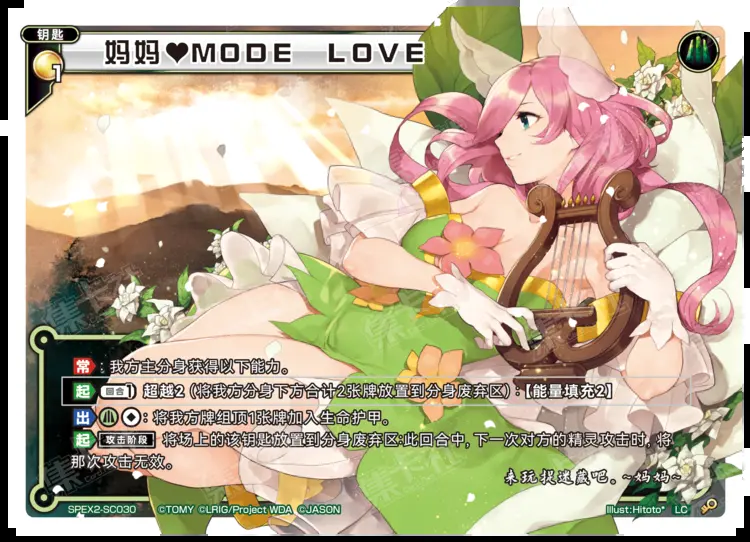 钥匙
1
妈妈♥MODE LOVE
常：我方主分身获得以下能力。
起 回合1 超越2 (将我方分身下方合计2张牌放置到分身废弃区)：【能量填充2】
出：将我方牌组顶1张牌加入生命护甲。
起 攻击阶段 将场上的该钥匙放置到分身废弃区:此回合中,下一次对方的精灵攻击时,将
那次攻击无效。
来玩捉迷藏吧。~妈妈~
SPEX2-SC030 ©TOMY ©LRIG/Project WDA ©JASON Illust:Hitoto* LC